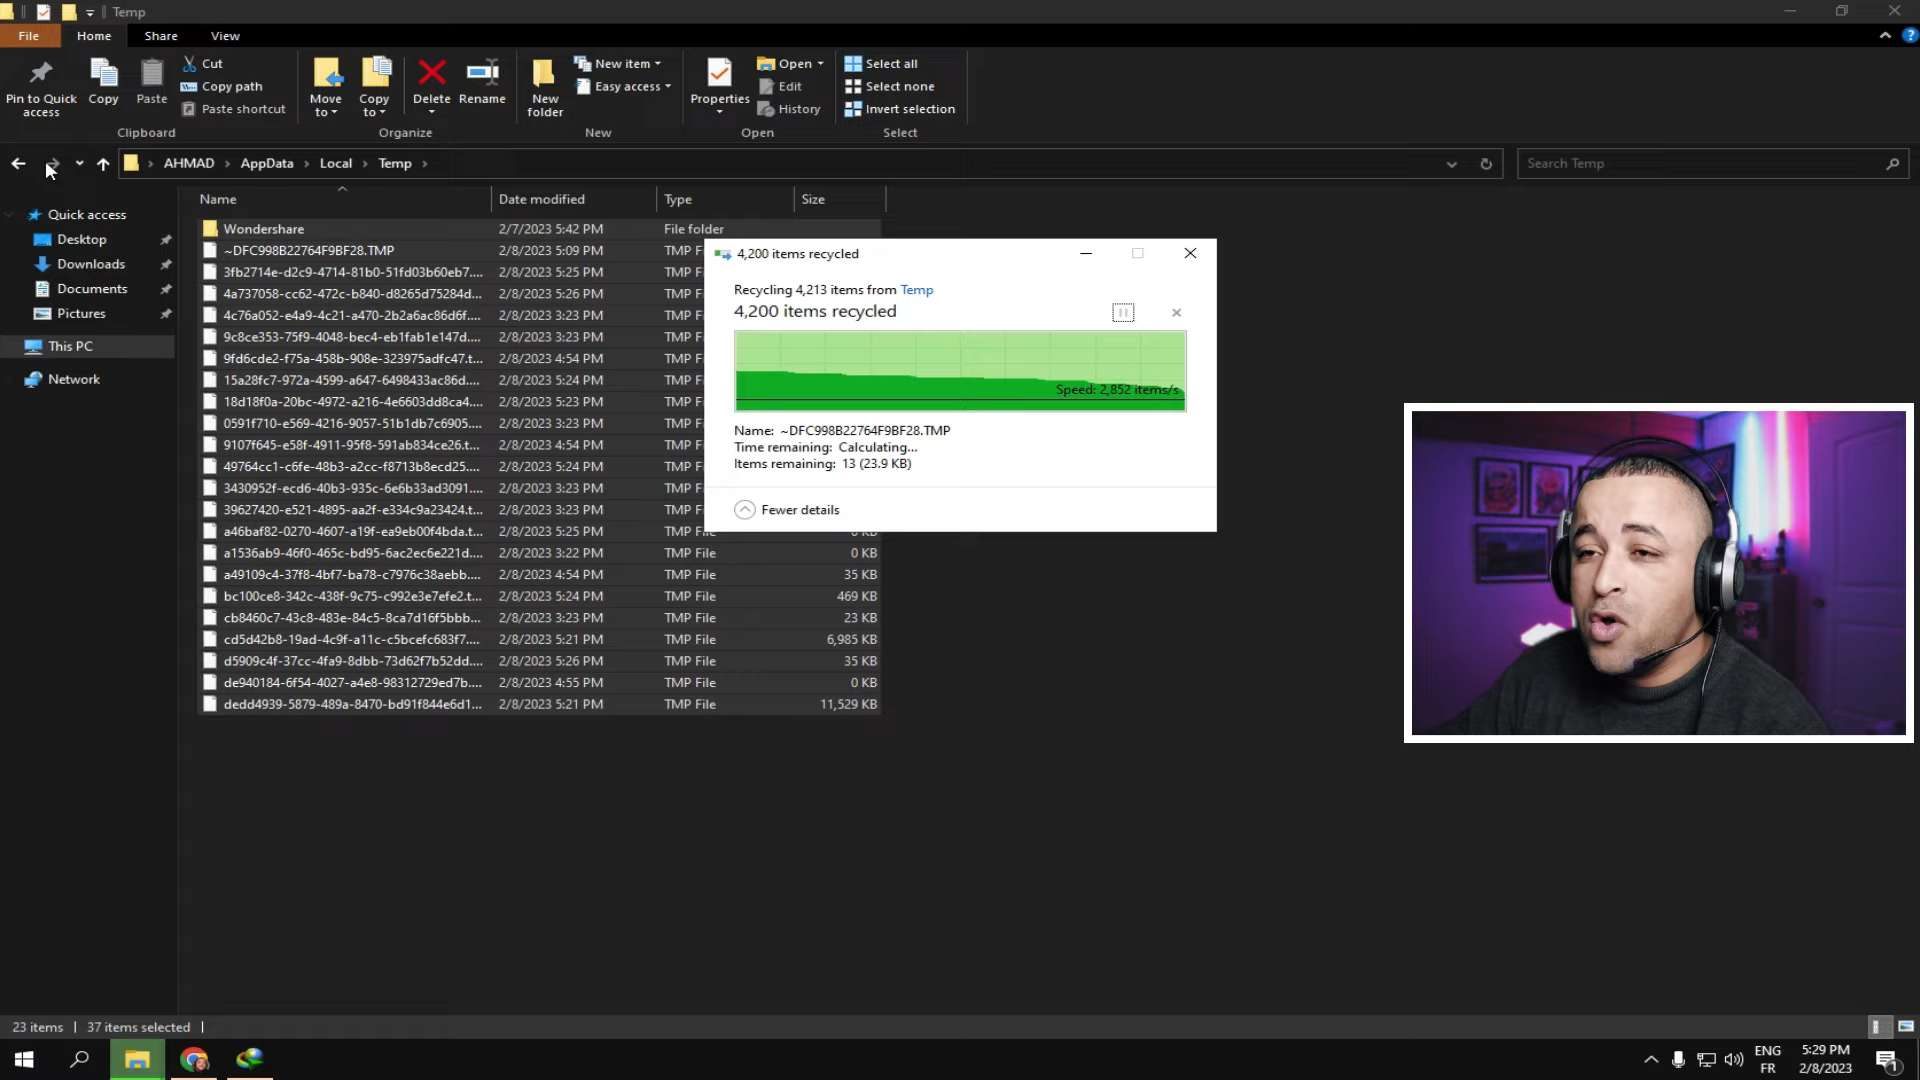 Temp
File
Home
Share
View
Pin to Quick access
Copy
Paste
Cut
Copy path
Paste shortcut
Clipboard
Move to
Copy to
Delete
Rename
Organize
New folder
New item
Easy access
New
Properties
Open
Edit
History
Open
Select all
Select none
Invert selection
Select
AHMAD > AppData > Local > Temp >
Search Temp
Quick access
Desktop
Downloads
Documents
Pictures
This PC
Network
Name Date modified Type Size
Wondershare 2/7/2023 5:42 PM File folder
~DFC998B22764F9BF28.TMP 2/8/2023 5:09 PM TMP F
3fb2714e-d2c9-4714-81b0-51fd03b60eb7.... 2/8/2023 5:25 PM TMP F
4a737058-cc62-472c-b840-d8265d75284d... 2/8/2023 5:26 PM TMP F
4c76a052-e4a9-4c21-a470-2b2a6ac86d6f.... 2/8/2023 3:23 PM TMP F
9c8ce353-75f9-4048-bec4-eb1fab1e147d.... 2/8/2023 3:23 PM TMP F
9fd6cde2-f75a-458b-908e-323975adfc47.t... 2/8/2023 4:54 PM TMP F
15a28fc7-972a-4599-a647-6498433ac86d.... 2/8/2023 5:24 PM TMP F
18d18f0a-20bc-4972-a216-4e6603dd8ca4.... 2/8/2023 5:23 PM TMP F
0591f710-e569-4216-9057-51b1db7c6905.... 2/8/2023 5:23 PM TMP F
9107f645-e58f-4911-95f8-591ab834ce26.t... 2/8/2023 4:54 PM TMP F
49764cc1-c6fe-48b3-a2cc-f8713b8ecd25.... 2/8/2023 5:24 PM TMP F
3430952f-ecd6-40b3-935c-6e6b33ad3091.... 2/8/2023 3:23 PM TMP F
39627420-e521-4895-aa2f-e334c9a23424.t... 2/8/2023 5:23 PM TMP F
a46baf82-0270-4607-a19f-ea9eb00f4bda.t... 2/8/2023 5:25 PM TMP File 0 KB
a1536ab9-46f0-465c-bd95-6ac2ec6e221d.... 2/8/2023 3:22 PM TMP File 0 KB
a49109c4-37f8-4bf7-ba78-c7976c38aebb.... 2/8/2023 4:54 PM TMP File 35 KB
bc100ce8-342c-438f-9c75-c992e3e7efe2.t... 2/8/2023 5:24 PM TMP File 469 KB
cb8460c7-43c8-483e-84c5-8ca7d16f5bbb... 2/8/2023 3:23 PM TMP File 23 KB
cd5d42b8-19ad-4c9f-a11c-c5bcefc683f7.... 2/8/2023 5:21 PM TMP File 6,985 KB
d5909c4f-37cc-4fa9-8dbb-73d62f7b52dd.... 2/8/2023 5:26 PM TMP File 35 KB
de940184-6f54-4027-a4e8-98312729ed7b.... 2/8/2023 4:55 PM TMP File 0 KB
dedd4939-5879-489a-8470-bd91f844e6d1... 2/8/2023 5:21 PM TMP File 11,529 KB
4,200 items recycled
Recycling 4,213 items from Temp
4,200 items recycled
Speed: 2,852 items/s
Name: ~DFC998B22764F9BF28.TMP
Time remaining: Calculating...
Items remaining: 13 (23.9 KB)
Fewer details
23 items | 37 items selected |
ENG
FR
5:29 PM
2/8/2023
1